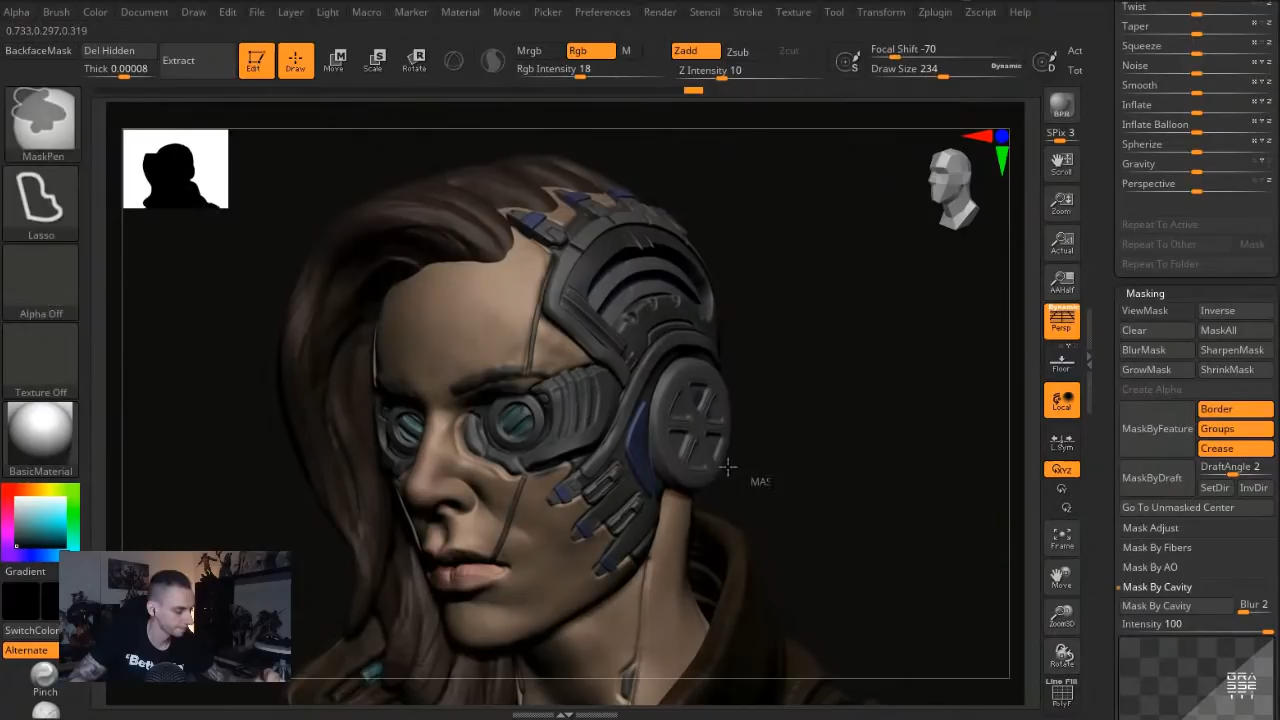 Alpha Brush Color Document Draw Edit File Layer Light Macro Marker Material Movie Picker Preferences Render Stencil Stroke Texture Tool Transform Zplugin Zscript Help
0.733,0.297,0.319
BackfaceMask
Del Hidden
Thick 0.00008
Extract
Edit
Draw
Move
Scale
Rotate
Mrgb
Rgb
M
Rgb Intensity 18
Zadd
Zsub
Zcut
Z Intensity 10
S
Focal Shift -70
Draw Size 234
Dynamic
D
Act
Tot
MaskPen
Lasso
Alpha Off
Texture Off
BasicMaterial
Gradient
SwitchColor
Alternate
Pinch
"Bet
MAS
BPR
SPix 3
Scroll
Zoom
Actual
AAHalf
Dynamic
Persp
Floor
Local
L.Sym
XYZ
Frame
Move
Zoom3D
Rotate
Line Fill
PolyF
Twist
Taper
Squeeze
Noise
Smooth
Inflate
Inflate Balloon
Spherize
Gravity
Perspective
Repeat To Active
Repeat To Other
Mask
Repeat To Folder
Masking
ViewMask
Inverse
Clear
MaskAll
BlurMask
SharpenMask
GrowMask
ShrinkMask
Create Alpha
MaskByFeature
Border
Groups
Crease
MaskByDraft
DraftAngle 2
SetDir
InvDir
Go To Unmasked Center
Mask Adjust
Mask By Fibers
Mask By AO
Mask By Cavity
Mask By Cavity
Blur 2
Intensity 100